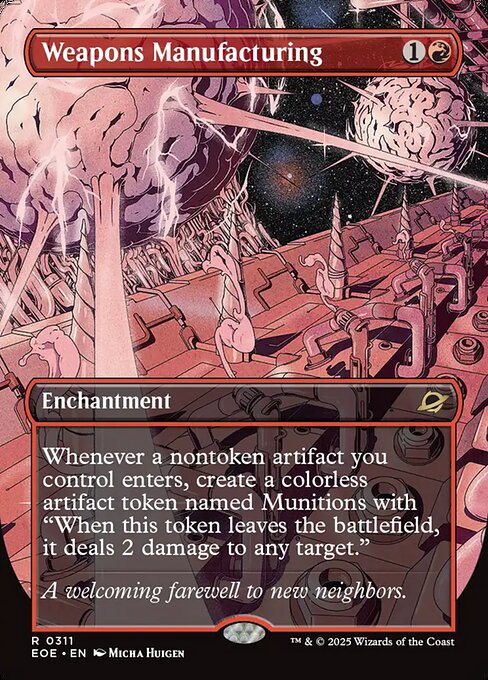 Weapons Manufacturing 1
Enchantment
Whenever a nontoken artifact you
control enters, create a colorless
artifact token named Munitions with
“When this token leaves the battlefield,
it deals 2 damage to any target.”
A welcoming farewell to new neighbors.
R 0311
EOE • EN Micha Huigen
™ & © 2025 Wizards of the Coast